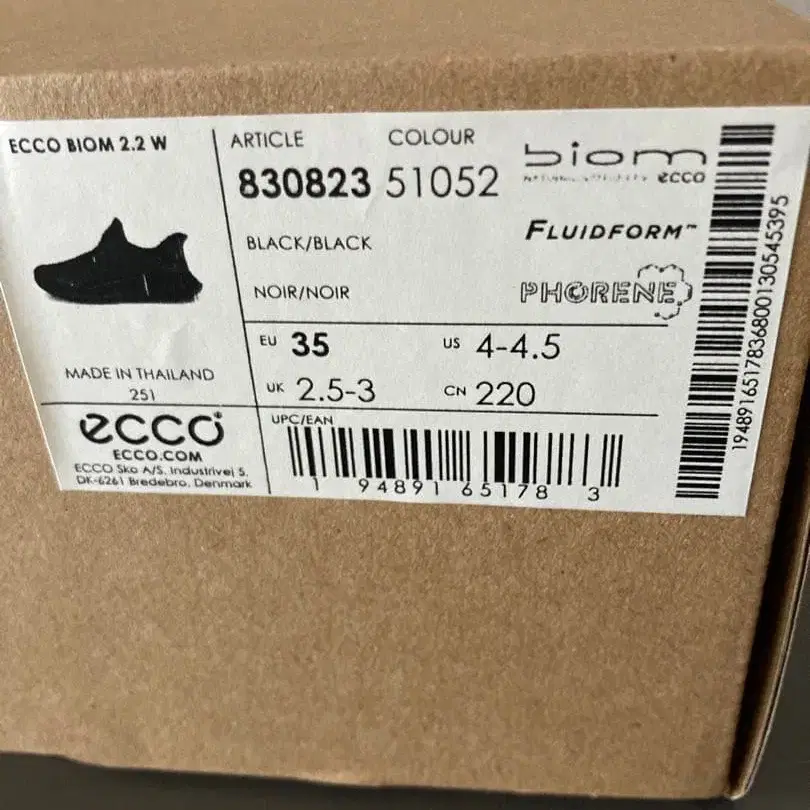 ECCO BIOM 2.2 W
MADE IN THAILAND
251
ecco
ECCO.COM
ECCO Sko A/S, Industrivej 5,
DK-6261 Bredebro, Denmark
ARTICLE COLOUR
830823 51052
BLACK/BLACK
NOIR/NOIR
biom
ecco
FLUIDFORM™
PHORENE
EU 35 US 4-4.5
UK 2.5-3 CN 220
UPC/EAN
1 94891 65178 3
1948916517836800130545395